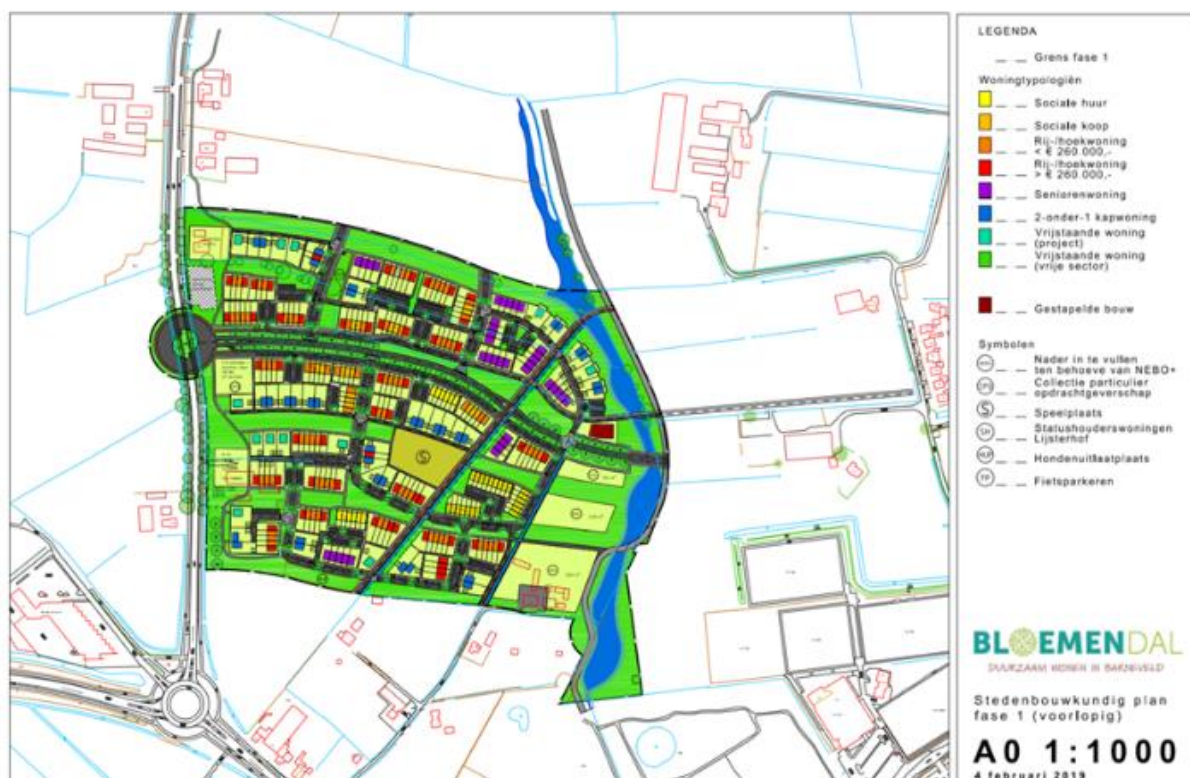 LEGENDA
Grens fase 1
Woningtypologiën
Sociale huur
Sociale koop
Rij-/hoekwoning
< € 260.000,-
Rij-/hoekwoning
> € 260.000,-
Seniorenwoning
2-onder-1 kapwoning
Vrijstaande woning
(project)
Vrijstaande woning
(vrije sector)
Gestapelde bouw
Symbolen
Nader in te vullen
ten behoeve van NEBO+
Collectie particulier
opdrachtgeverschap
S Speelplaats
SH Statushouderswoningen
Lijsterhof
HUP Hondenuitlaatplaats
FP Fietsparkeren
BLOEMENDAL
DUURZAAM WONEN IN BARNEVELD
Stedenbouwkundig plan
fase 1 (voorlopig)
A0 1:1000
4 februari 2019
S